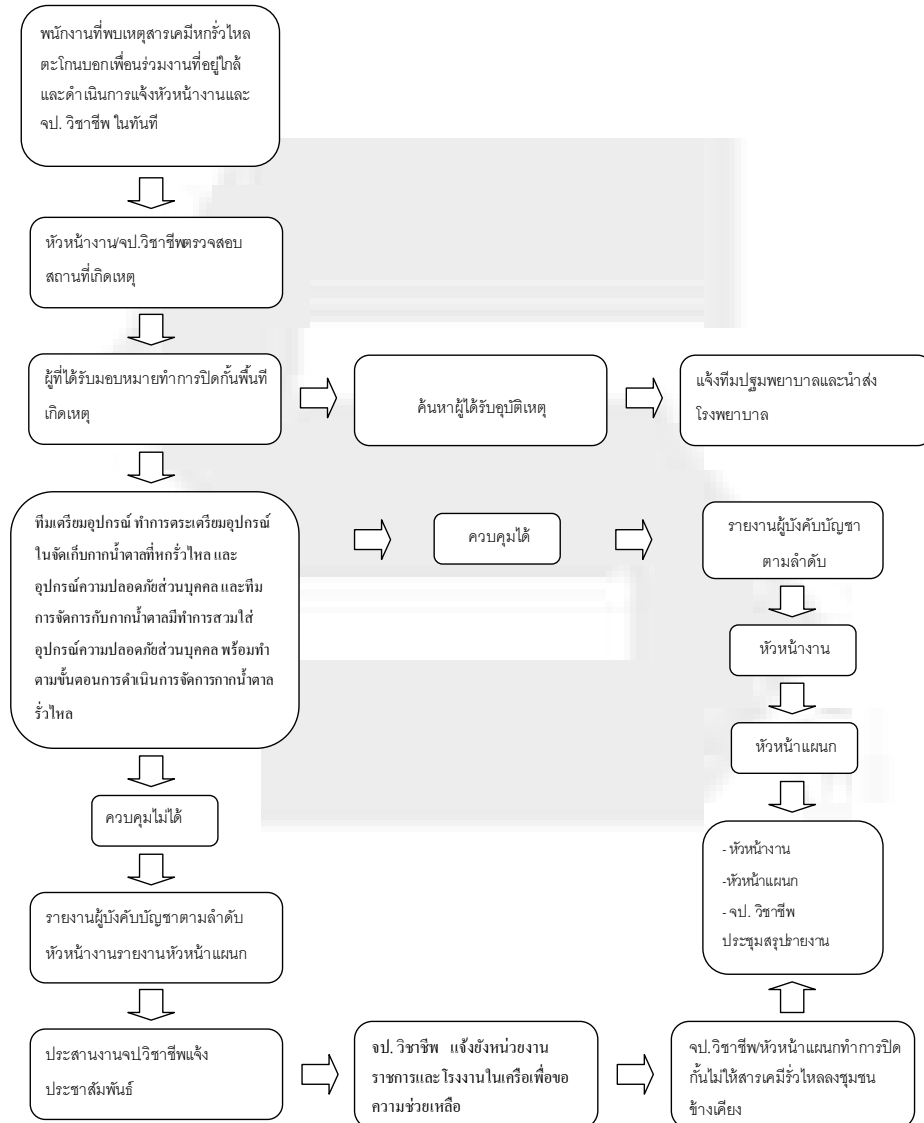 พนักงานที่พบเหตุสารเคมีหกรั่วไหล
ตะโกนบอกเพื่อนร่วมงานที่อยู่ใกล้
และดำเนินการแจ้งหัวหน้างานและ
จป. วิชาชีพ ในทันที
หัวหน้างาน/จป.วิชาชีพตรวจสอบ
สถานที่เกิดเหตุ
ผู้ที่ได้รับมอบหมายทำการปิดกั้นพื้นที่
เกิดเหตุ
ค้นหาผู้ได้รับอุบัติเหตุ
แจ้งทีมปฐมพยาบาลและนำส่ง
โรงพยาบาล
ทีมเตรียมอุปกรณ์ ทำการตระเตรียมอุปกรณ์
ในจัดเก็บกากน้ำตาลที่หกรั่วไหล และ
อุปกรณ์ความปลอดภัยส่วนบุคคล และทีม
การจัดการกับกากน้ำตาลมีทำการสวมใส่
อุปกรณ์ความปลอดภัยส่วนบุคคล พร้อมทำ
ตามขั้นตอนการดำเนินการจัดการกากน้ำตาล
รั่วไหล
ควบคุมได้
รายงานผู้บังคับบัญชา
ตามลำดับ
หัวหน้างาน
หัวหน้าแผนก
ควบคุมไม่ได้
- หัวหน้างาน
-หัวหน้าแผนก
- จป. วิชาชีพ
ประชุมสรุปรายงาน
รายงานผู้บังคับบัญชาตามลำดับ
หัวหน้างานรายงานหัวหน้าแผนก
ประสานงานจป.วิชาชีพแจ้ง
ประชาสัมพันธ์
จป. วิชาชีพ แจ้งยังหน่วยงาน
ราชการและโรงงานในเครือเพื่อขอ
ความช่วยเหลือ
จป.วิชาชีพ/หัวหน้าแผนกทำการปิด
กั้นไม่ให้สารเคมีรั่วไหลลงชุมชน
ข้างเคียง